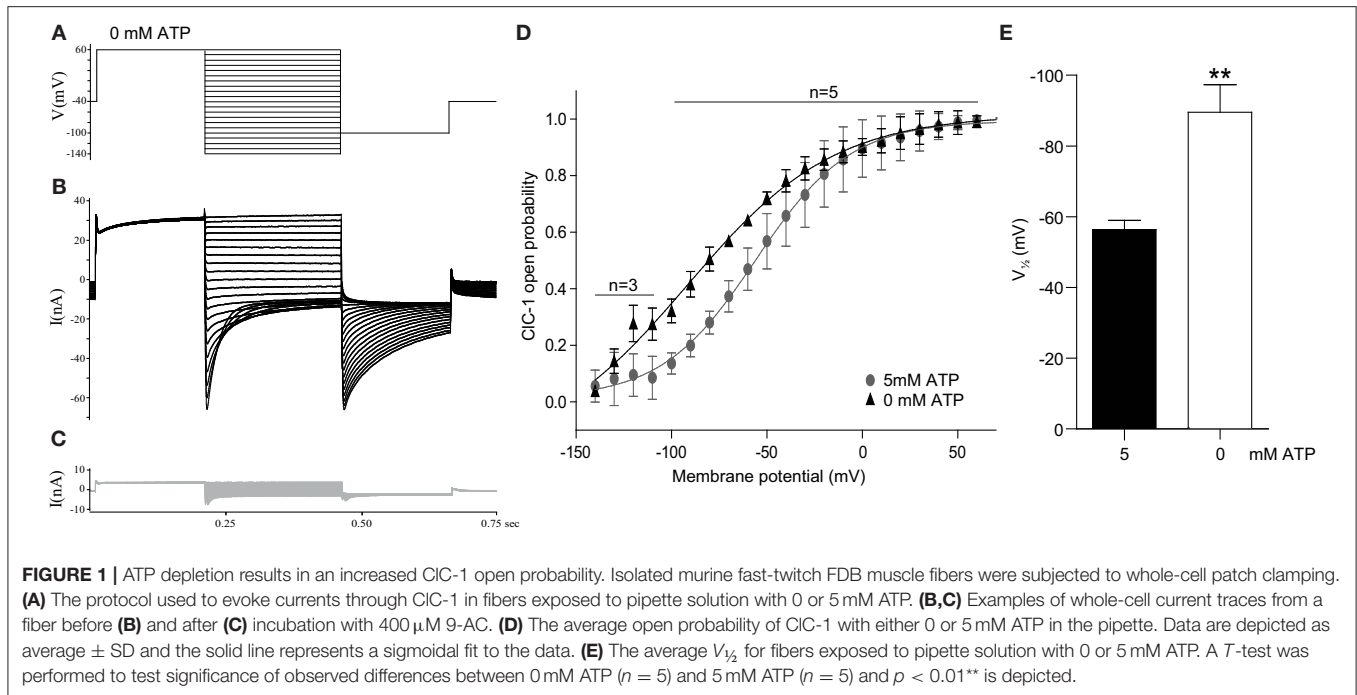 A
0 mM ATP
V(mV)
60
-40
-100
-140
B
I(nA)
40
20
0
-20
-40
-60
C
I(nA)
10
0
-10
0.25
0.50
0.75 sec
D
n=5
n=3
ClC-1 open probability
1.0
0.8
0.6
0.4
0.2
0.0
5mM ATP
0 mM ATP
-150
-100
-50
0
50
Membrane potential (mV)
E
**
V½ (mV)
-100
-80
-60
-40
-20
0
5
0
mM ATP
FIGURE 1 | ATP depletion results in an increased ClC-1 open probability. Isolated murine fast-twitch FDB muscle fibers were subjected to whole-cell patch clamping.
(A) The protocol used to evoke currents through ClC-1 in fibers exposed to pipette solution with 0 or 5 mM ATP. (B,C) Examples of whole-cell current traces from a
fiber before (B) and after (C) incubation with 400 μM 9-AC. (D) The average open probability of ClC-1 with either 0 or 5 mM ATP in the pipette. Data are depicted as
average ± SD and the solid line represents a sigmoidal fit to the data. (E) The average V½ for fibers exposed to pipette solution with 0 or 5 mM ATP. A T-test was
performed to test significance of observed differences between 0 mM ATP (n = 5) and 5 mM ATP (n = 5) and p < 0.01** is depicted.